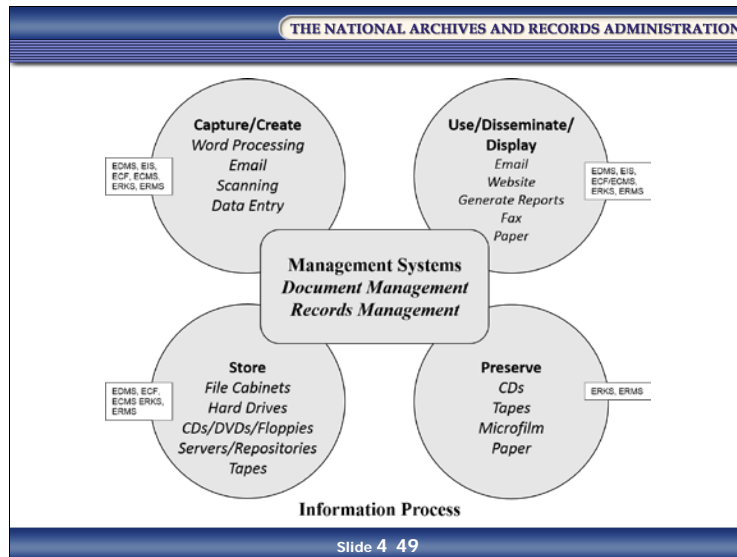 THE NATIONAL ARCHIVES AND RECORDS ADMINISTRATION
Capture/Create
Word Processing
Email
Scanning
Data Entry
EDMS, EIS,
ECF, ECMS,
ERKS, ERMS
Use/Disseminate/
Display
Email
Website
Generate Reports
Fax
Paper
EDMS, EIS,
ECF/ECMS,
ERKS, ERMS
Management Systems
Document Management
Records Management
Store
File Cabinets
Hard Drives
CDs/DVDs/Floppies
Servers/Repositories
Tapes
EDMS, ECF,
ECMS ERKS,
ERMS
Preserve
CDs
Tapes
Microfilm
Paper
ERKS, ERMS
Information Process
Slide 4 49